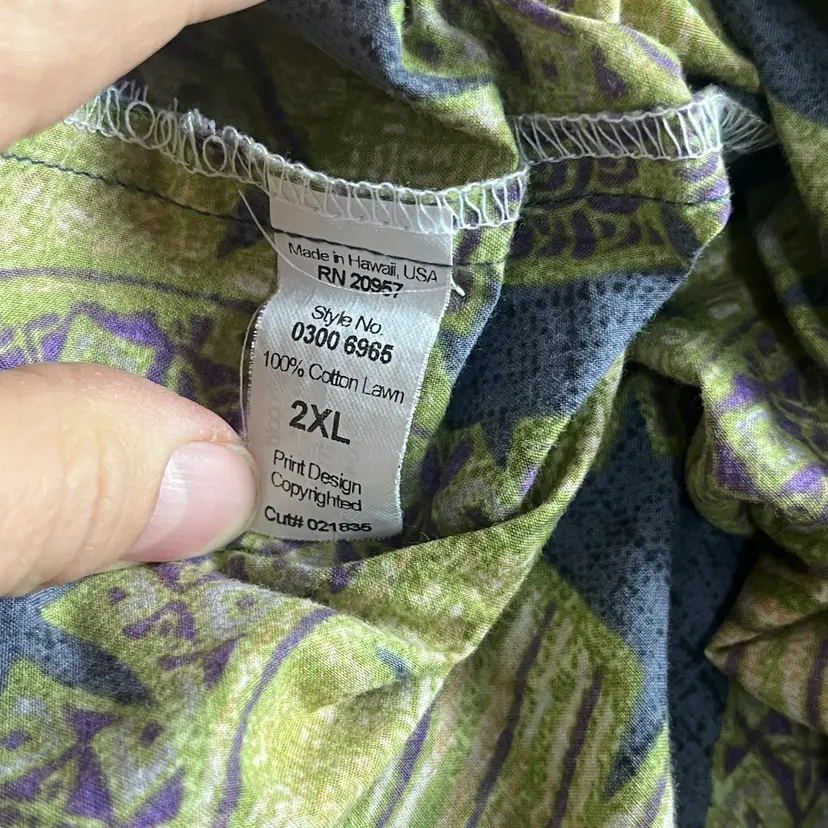 Made in Hawaii, USA
RN 20957
Style No.
0300 6965
100% Cotton Lawn
2XL
Print Design
Copyrighted
Cut# 021835